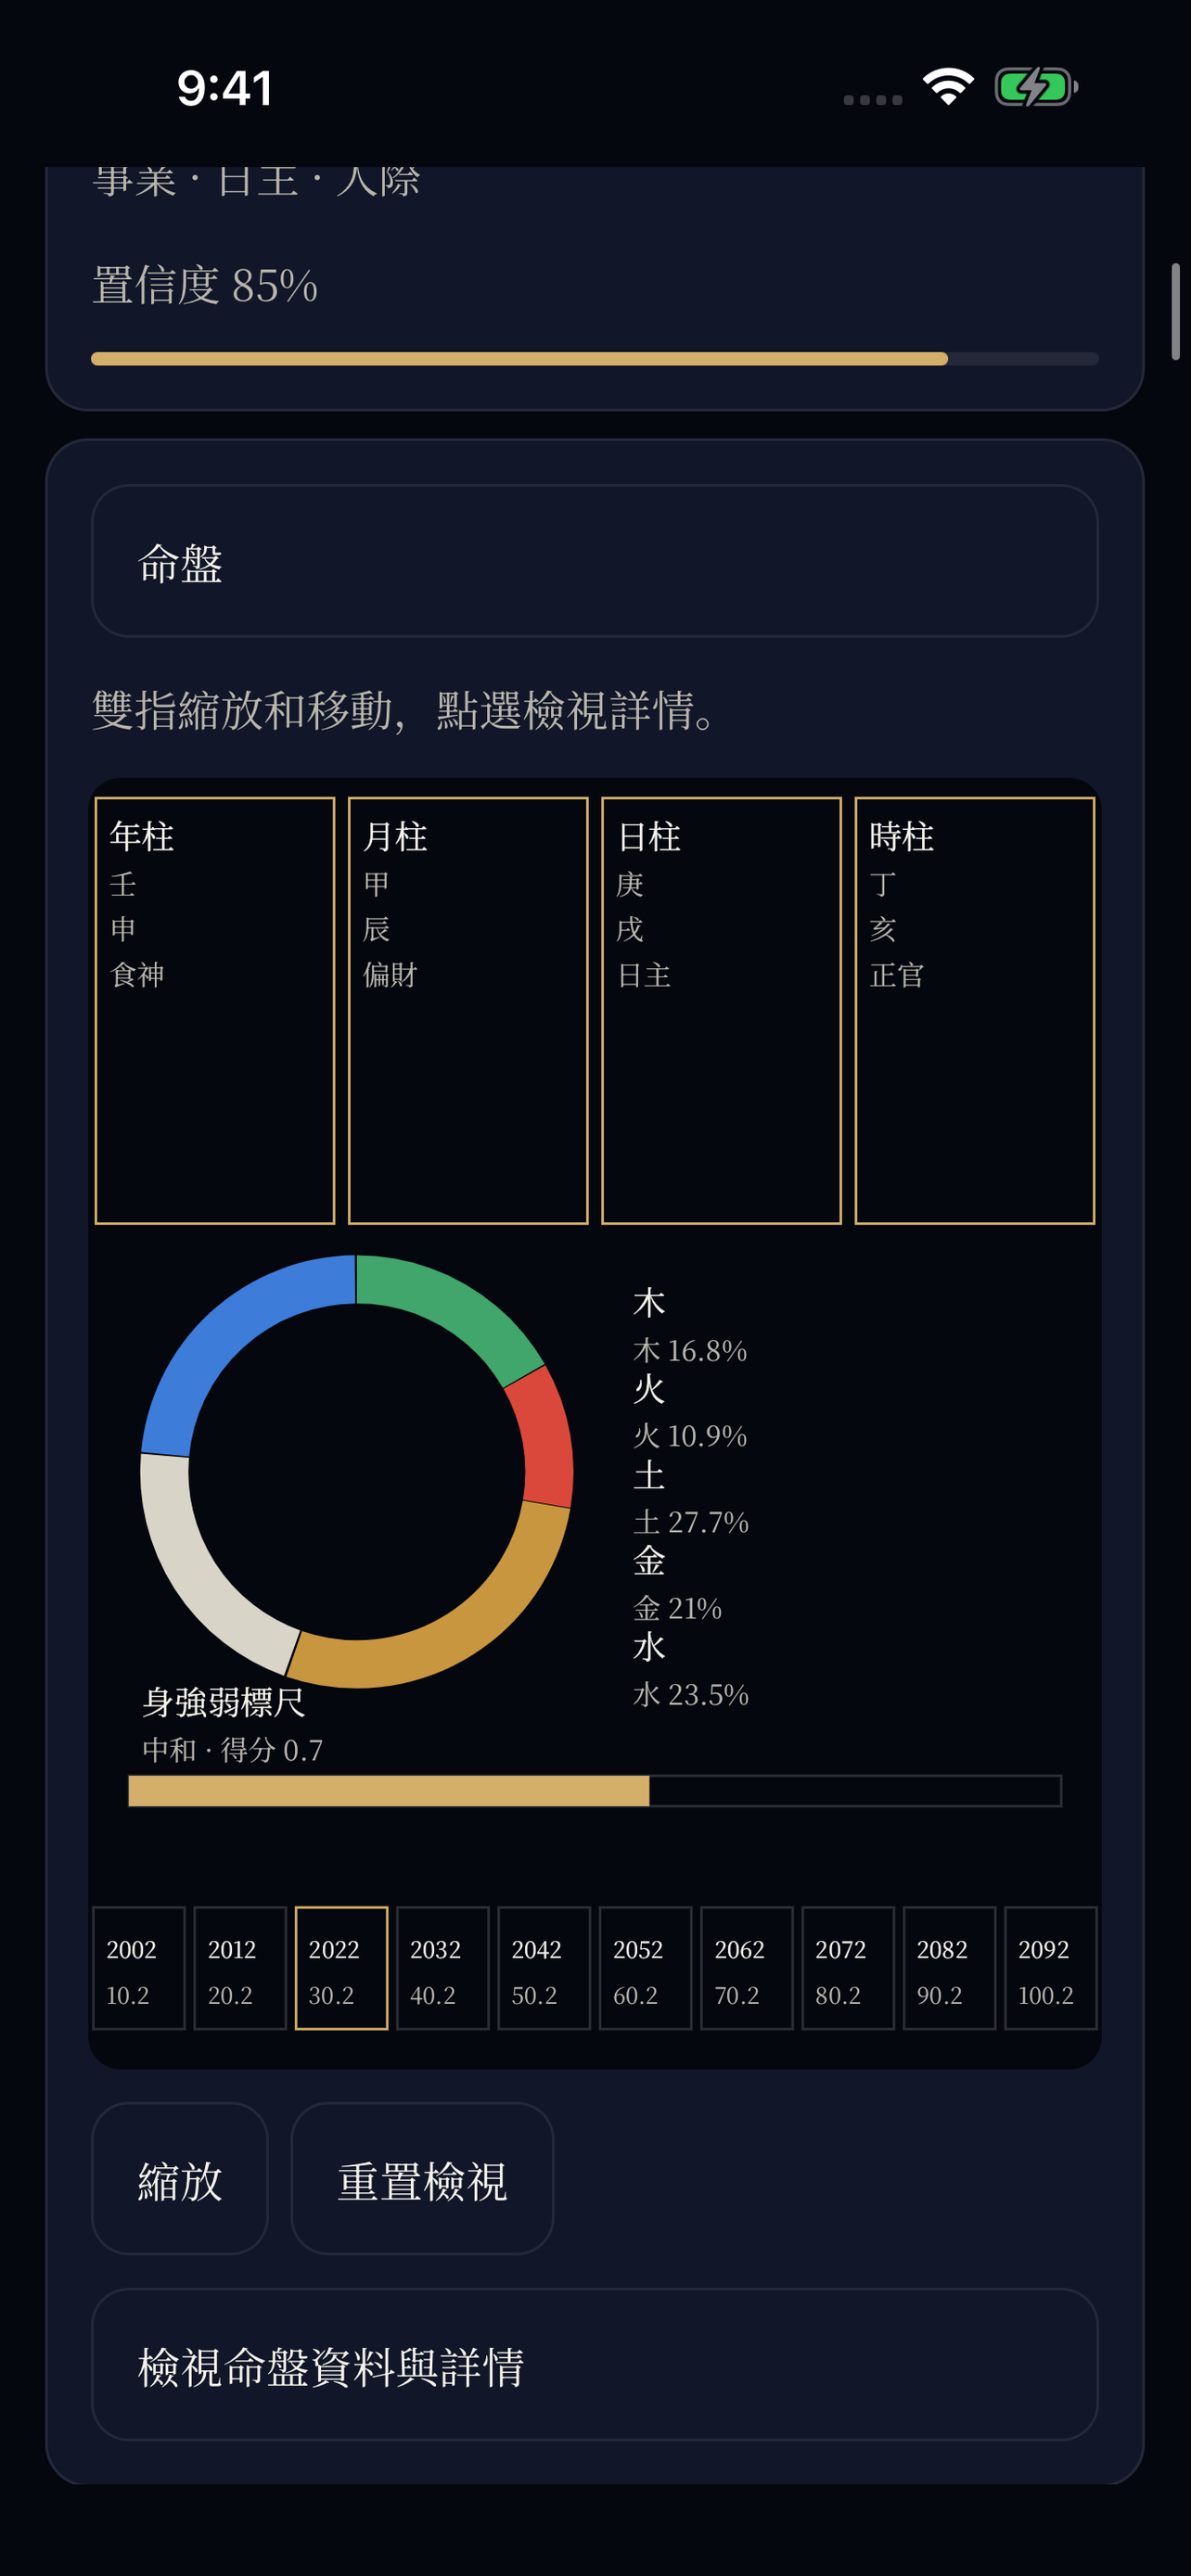 9:41
事業 · 日主 · 人際
置信度 85%
命盤
雙指縮放和移動，點選檢視詳情。
年柱
壬
申
食神
月柱
甲
辰
偏財
日柱
庚
戌
日主
時柱
丁
亥
正官
木
木 16.8%
火
火 10.9%
土
土 27.7%
金
金 21%
水
水 23.5%
身強弱標尺
中和 · 得分 0.7
2002
10.2
2012
20.2
2022
30.2
2032
40.2
2042
50.2
2052
60.2
2062
70.2
2072
80.2
2082
90.2
2092
100.2
縮放
重置檢視
檢視命盤資料與詳情